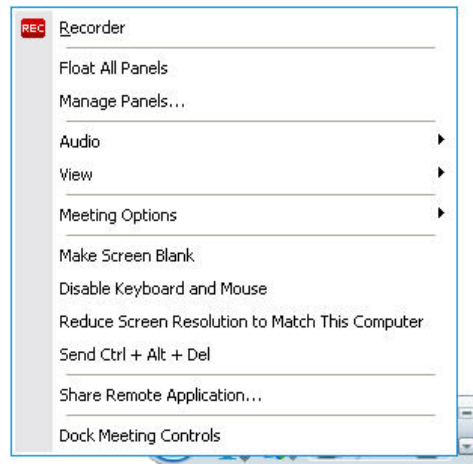 REC Recorder
Float All Panels
Manage Panels...
Audio
View
Meeting Options
Make Screen Blank
Disable Keyboard and Mouse
Reduce Screen Resolution to Match This Computer
Send Ctrl + Alt + Del
Share Remote Application...
Dock Meeting Controls